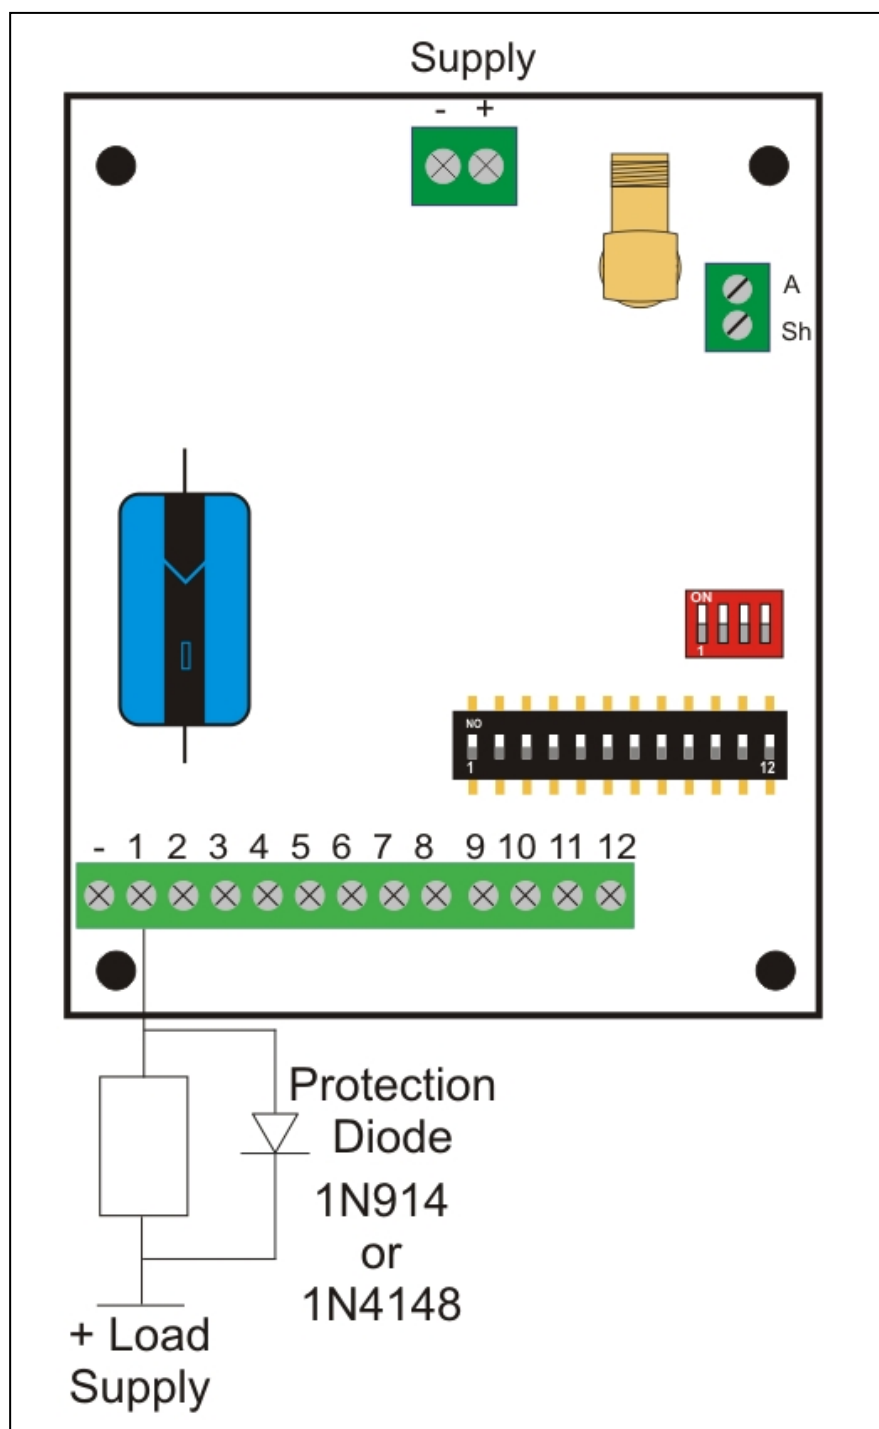 Supply
- +
A
Sh
ON
1
NO
1 12
- 1 2 3 4 5 6 7 8 9 10 11 12
Protection
Diode
1N914
or
1N4148
+ Load
Supply